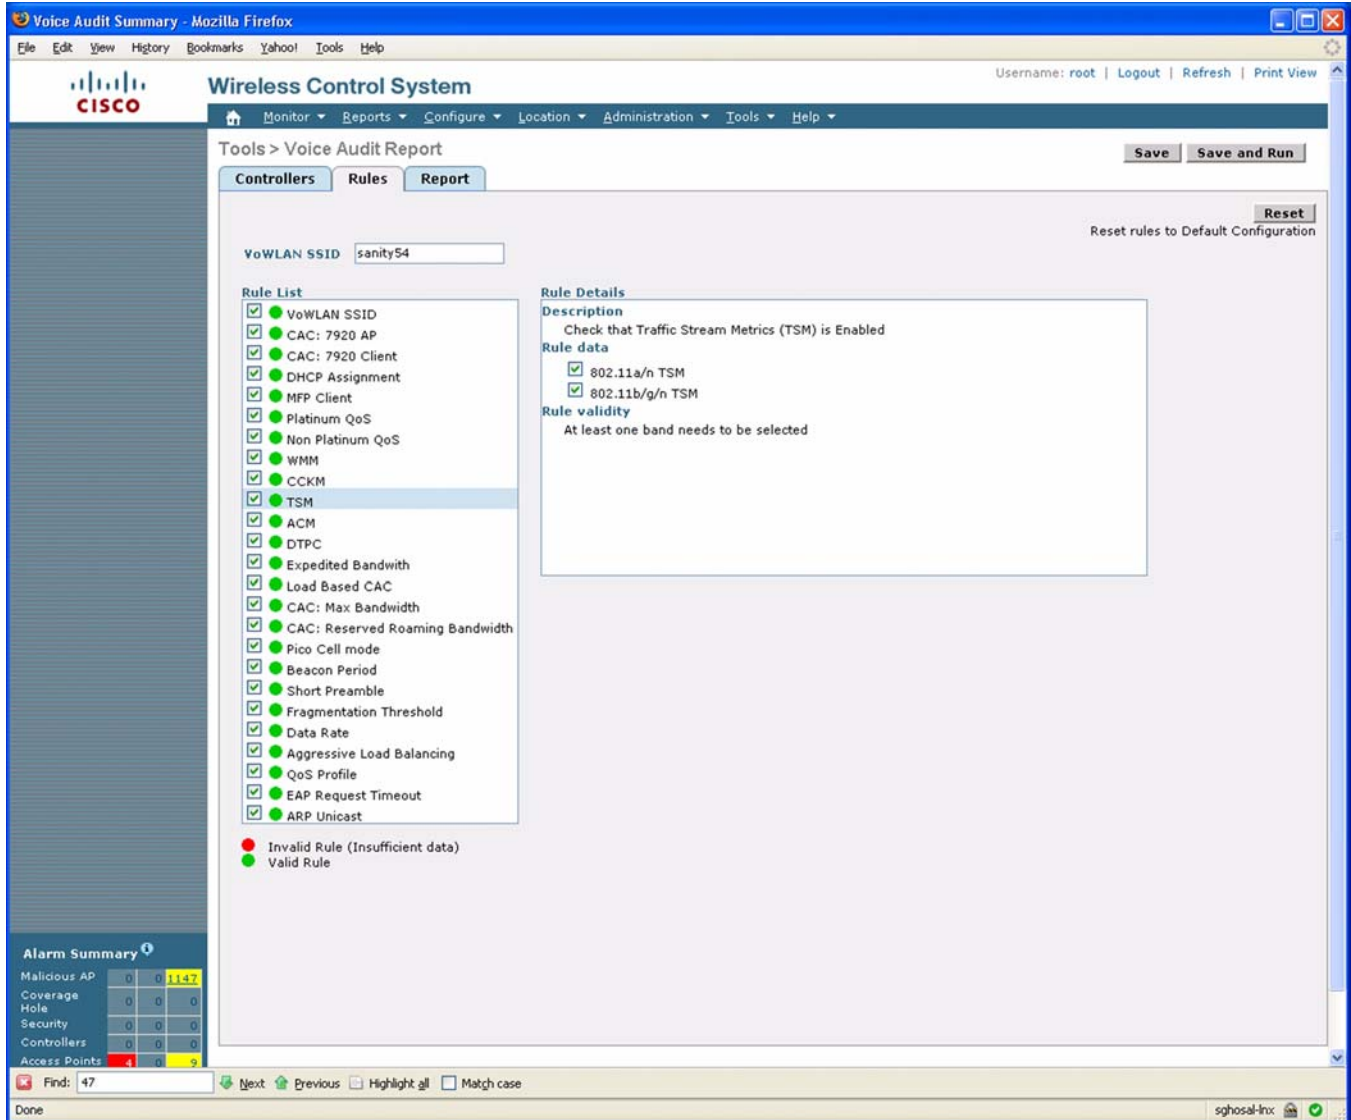 Voice Audit Summary - Mozilla Firefox
File Edit View History Bookmarks Yahoo! Tools Help
Username: root | Logout | Refresh | Print View
CISCO
Wireless Control System
Monitor Reports Configure Location Administration Tools Help
Tools > Voice Audit Report
Save Save and Run
Controllers Rules Report
Reset
Reset rules to Default Configuration
VoWLAN SSID sanity54
Rule List
VoWLAN SSID
CAC: 7920 AP
CAC: 7920 Client
DHCP Assignment
MFP Client
Platinum QoS
Non Platinum QoS
WMM
CCKM
TSM
ACM
DTPC
Expedited Bandwith
Load Based CAC
CAC: Max Bandwidth
CAC: Reserved Roaming Bandwidth
Pico Cell mode
Beacon Period
Short Preamble
Fragmentation Threshold
Data Rate
Aggressive Load Balancing
QoS Profile
EAP Request Timeout
ARP Unicast
Invalid Rule (Insufficient data)
Valid Rule
Rule Details
Description
Check that Traffic Stream Metrics (TSM) is Enabled
Rule data
802.11a/n TSM
802.11b/g/n TSM
Rule validity
At least one band needs to be selected
Alarm Summary
Malicious AP 0 0 1147
Coverage
Hole 0 0 0
Security 0 0 0
Controllers 0 0 0
Access Points 4 0 9
Find: 47 Next Previous Highlight all Match case
Done sghosal-lnx